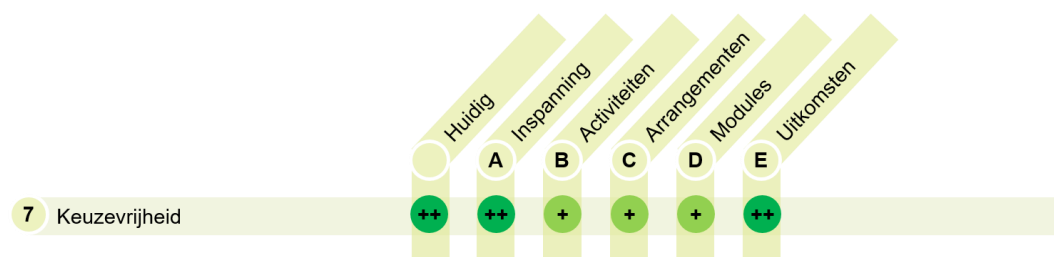 Huidig
Inspanning
Activiteiten
Arrangementen
Modules
Uitkomsten
A B C D E
7 Keuzevrijheid ++ ++ + + + ++